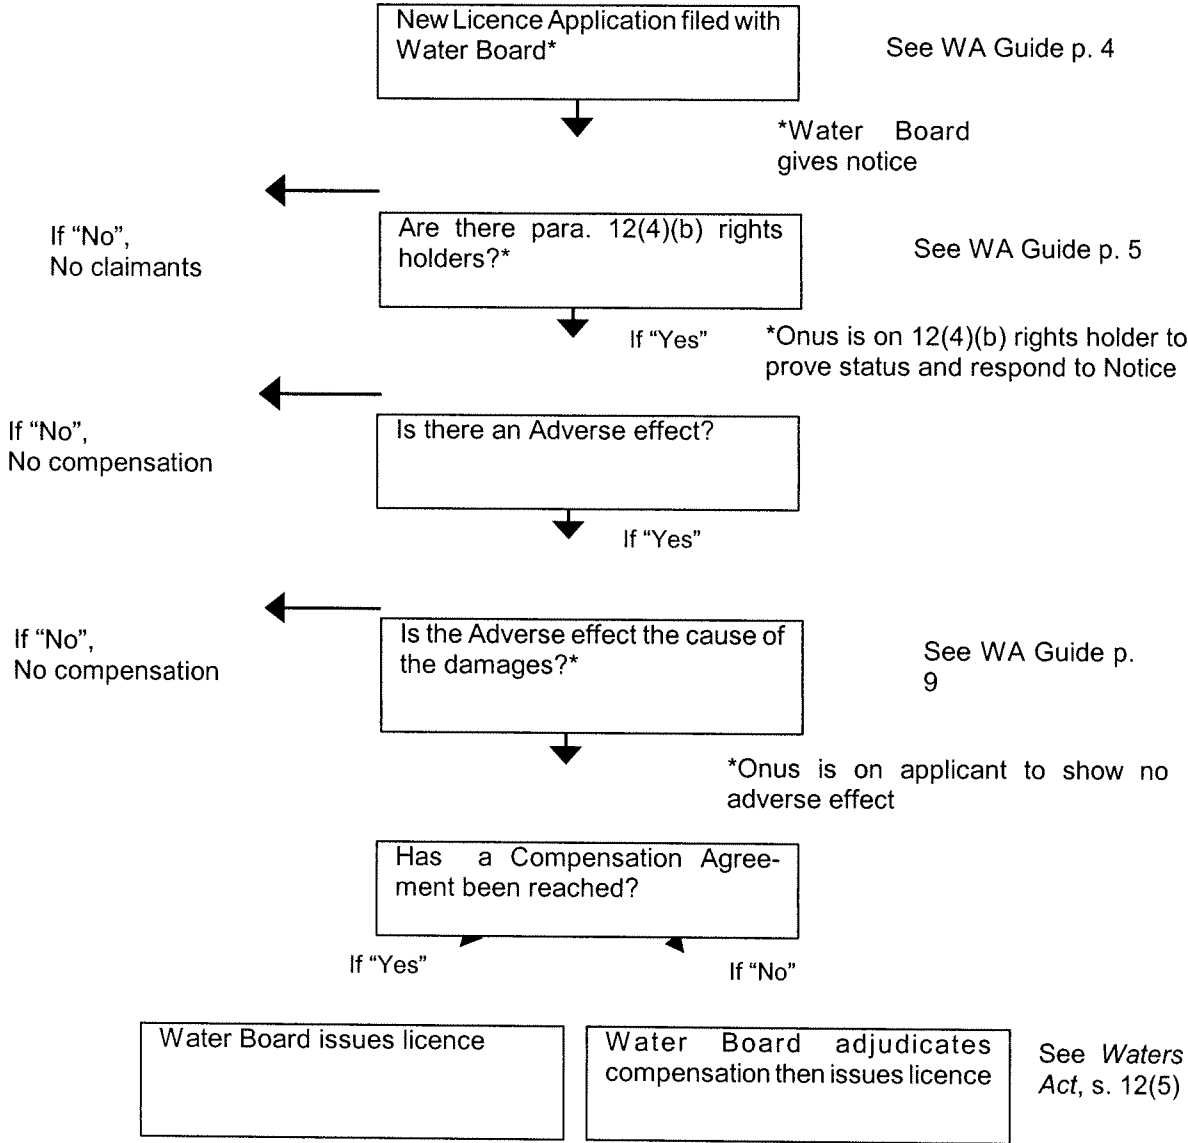 New Licence Application filed with
Water Board*
See WA Guide p. 4
*Water Board
gives notice
If "No",
No claimants
Are there para. 12(4)(b) rights
holders?*
See WA Guide p. 5
If "Yes"
*Onus is on 12(4)(b) rights holder to
prove status and respond to Notice
If "No",
No compensation
Is there an Adverse effect?
If "Yes"
If "No",
No compensation
Is the Adverse effect the cause of
the damages?*
See WA Guide p.
9
*Onus is on applicant to show no
adverse effect
Has a Compensation Agree-
ment been reached?
If "Yes"
If "No"
Water Board issues licence
Water Board adjudicates
compensation then issues licence
See Waters
Act, s. 12(5)